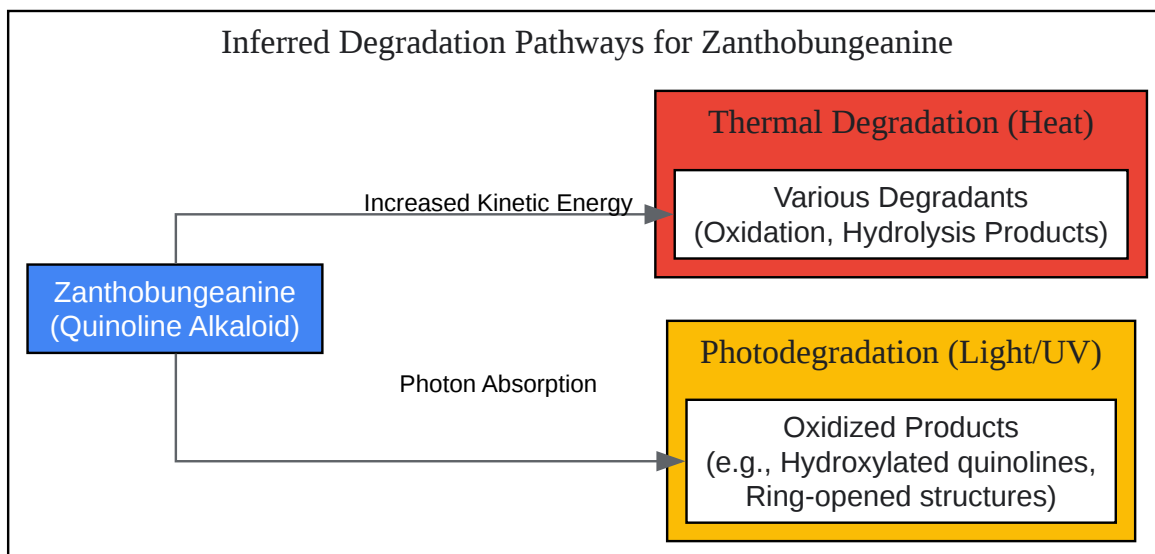 Inferred Degradation Pathways for Zanthobungeanine
Thermal Degradation (Heat)
Increased Kinetic Energy
Various Degradants
(Oxidation, Hydrolysis Products)
Zanthobungeanine
(Quinoline Alkaloid)
Photodegradation (Light/UV)
Photon Absorption
Oxidized Products
(e.g., Hydroxylated quinolines,
Ring-opened structures)